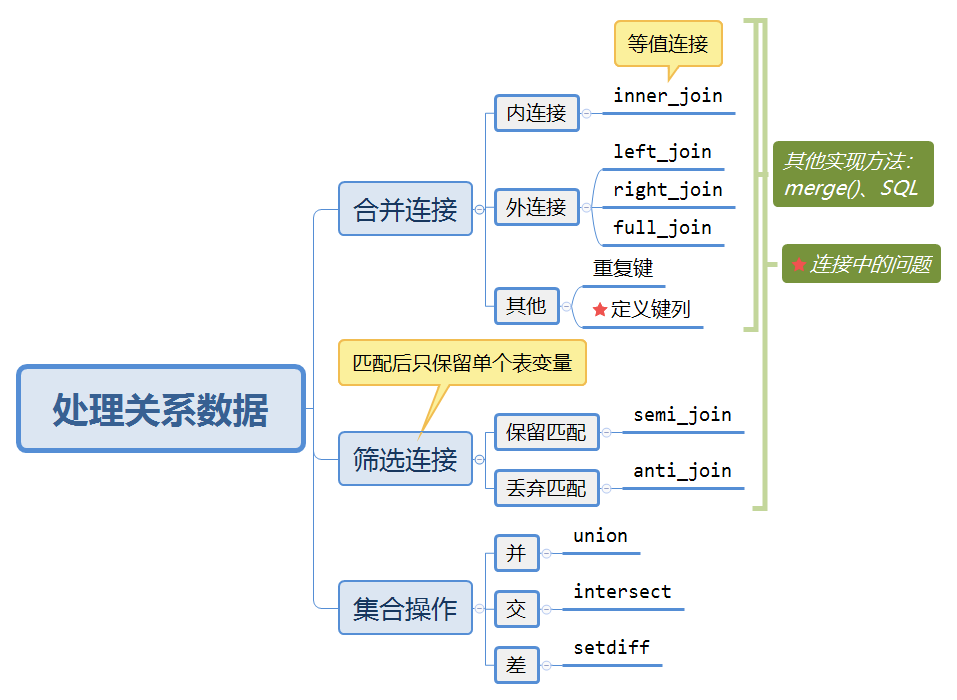 处理关系数据
合并连接
内连接
等值连接
inner_join
外连接
left_join
right_join
full_join
其他
重复键
定义键列
其他实现方法：
merge()、SQL
连接中的问题
匹配后只保留单个表变量
筛选连接
保留匹配
semi_join
丢弃匹配
anti_join
集合操作
并
union
交
intersect
差
setdiff